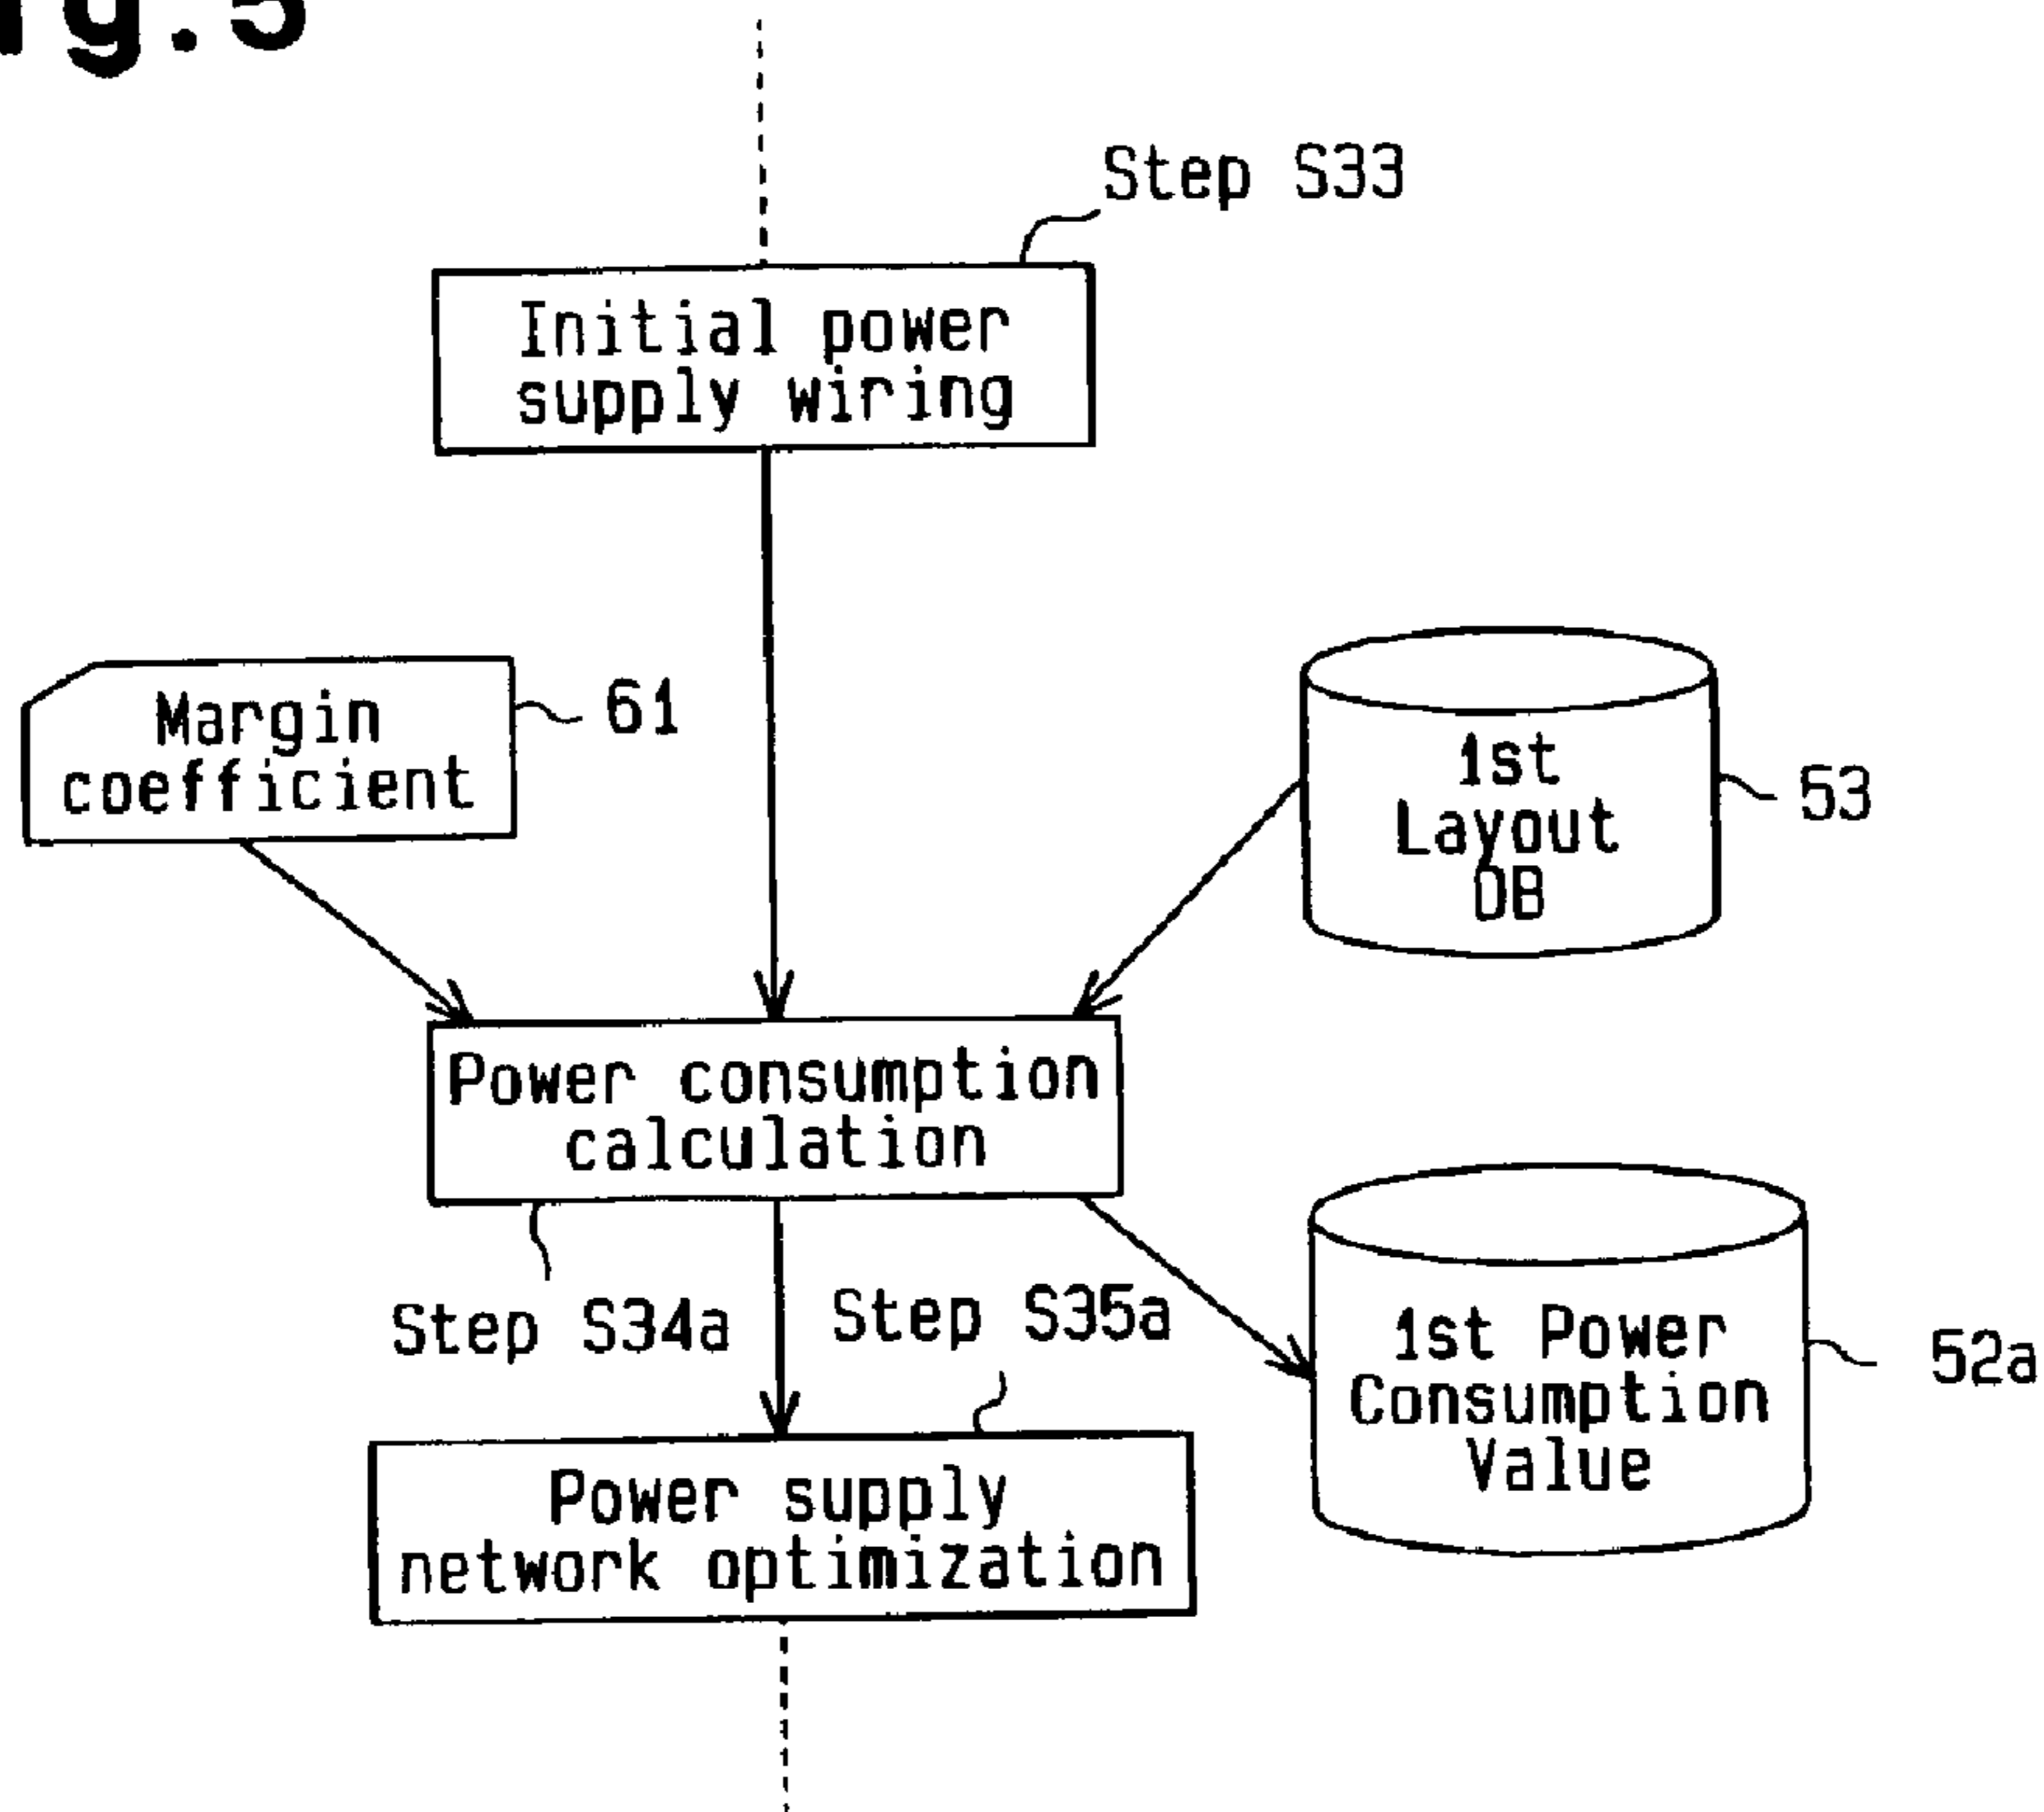 ig.5
Step S33
Initial power
supply wiring
Margin
coefficient
61
1st
Layout
DB
53
Power consumption
calculation
Step S34a
Step S35a
1st Power
Consumption
Value
52a
Power supply
network optimization